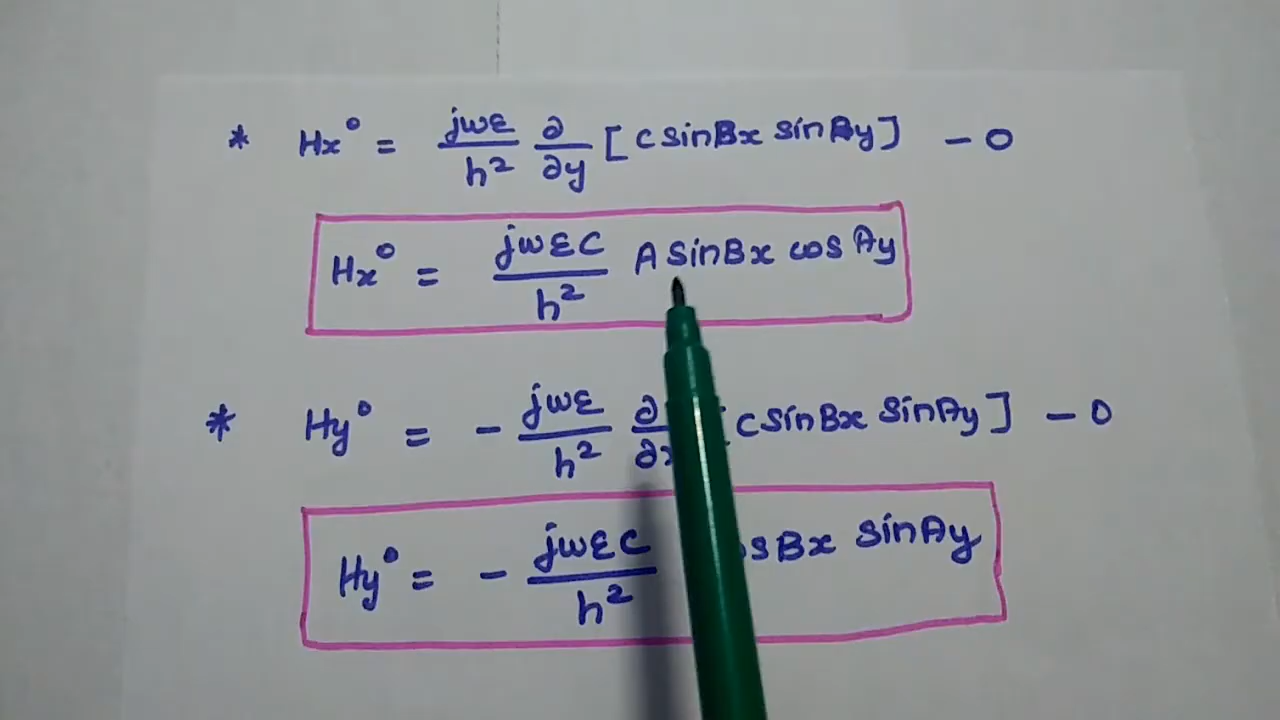 * Hx° = jωε/h² ∂/∂y [C sinBx sinAy] - 0
Hx° = jωεC/h² A sinBx cos Ay
* Hy° = - jωε/h² ∂/∂x [C sinBx sinAy] - 0
Hy° = - jωεC/h² Bx sinAy